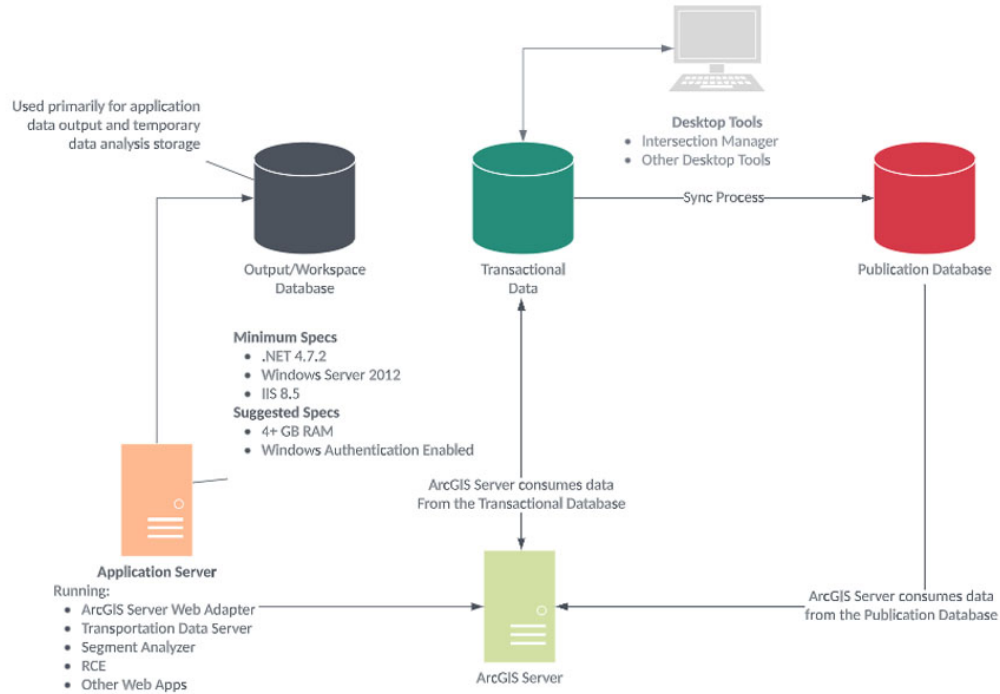 Used primarily for application
data output and temporary
data analysis storage
Desktop Tools
• Intersection Manager
• Other Desktop Tools
Sync Process
Output/Workspace
Database
Transactional
Data
Publication Database
Minimum Specs
• .NET 4.7.2
• Windows Server 2012
• IIS 8.5
Suggested Specs
• 4+ GB RAM
• Windows Authentication Enabled
ArcGIS Server consumes data
From the Transactional Database
Application Server
Running:
• ArcGIS Server Web Adapter
• Transportation Data Server
• Segment Analyzer
• RCE
• Other Web Apps
ArcGIS Server
ArcGIS Server consumes data
from the Publication Database